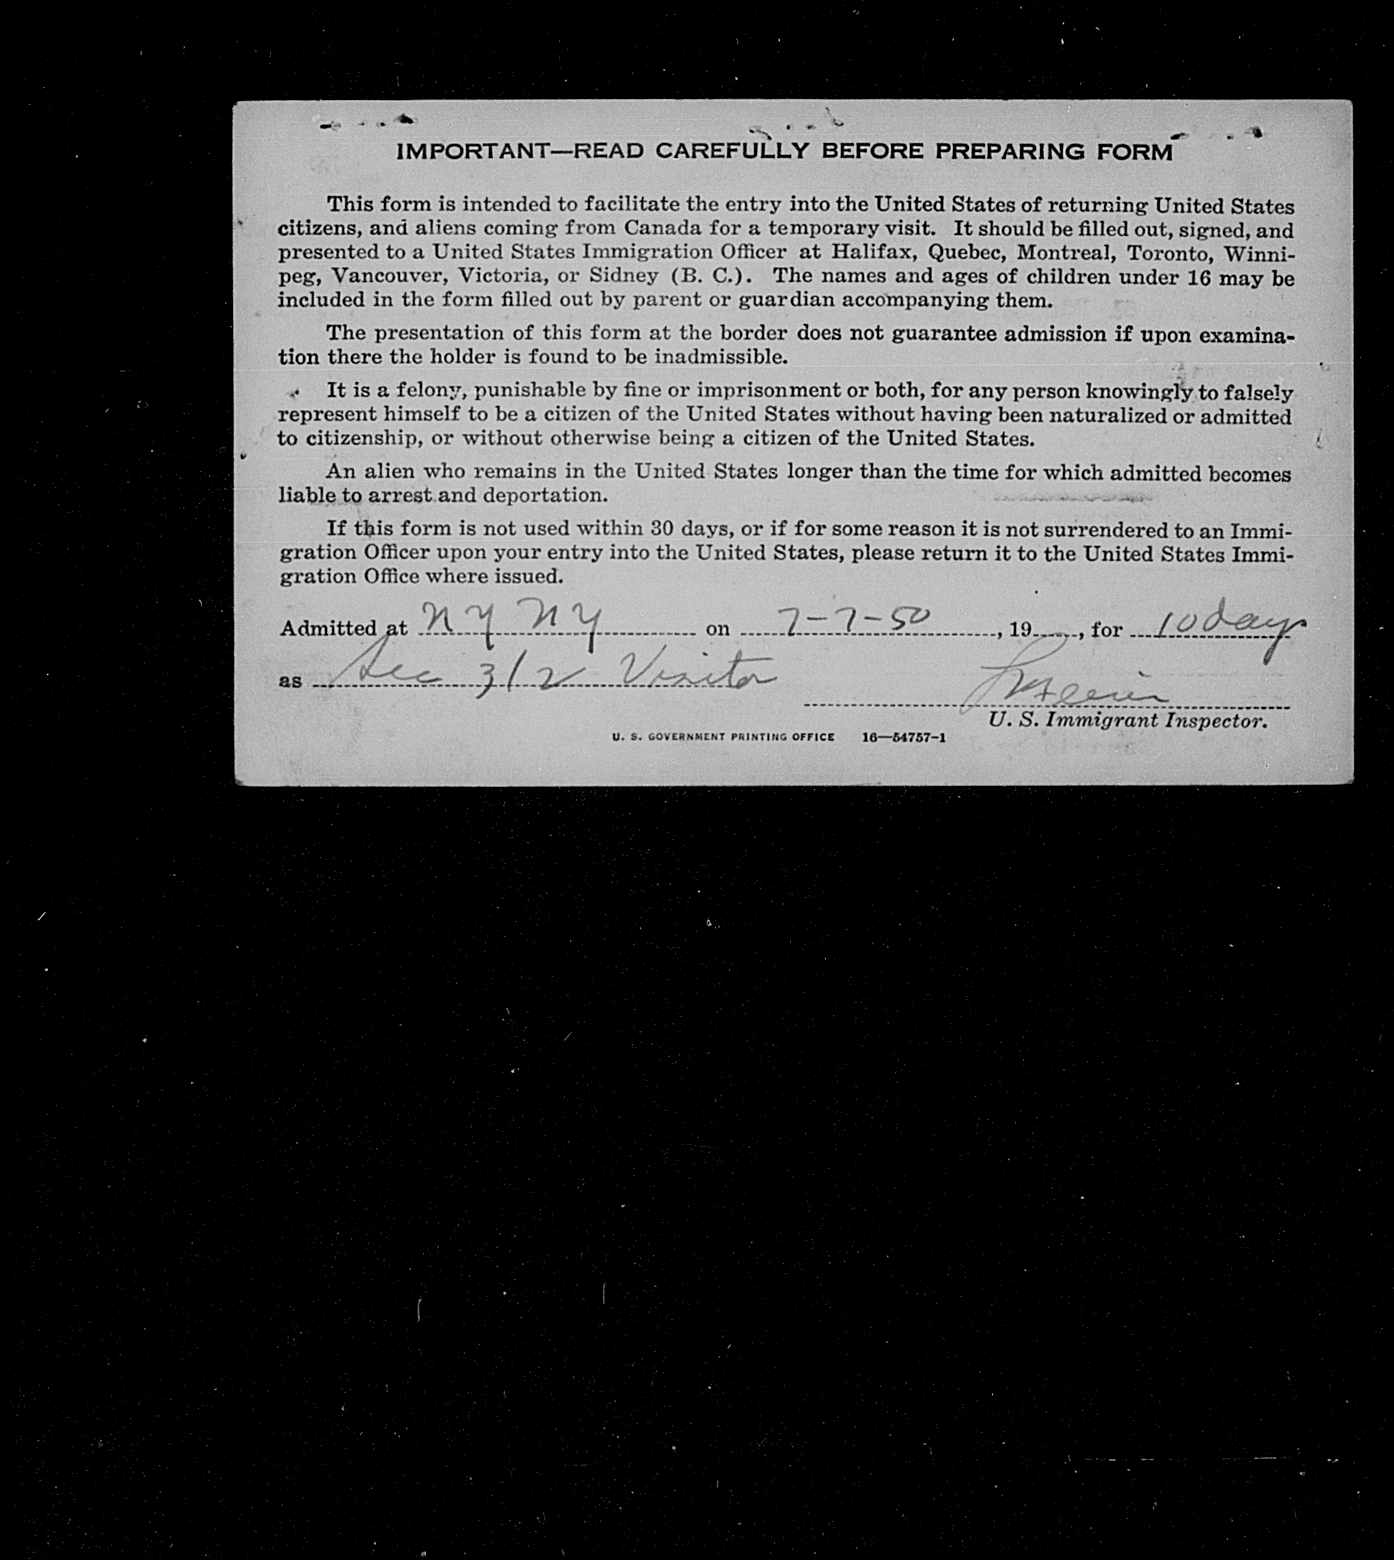 IMPORTANT—READ CAREFULLY BEFORE PREPARING FORM
This form is intended to facilitate the entry into the United States of returning United States
citizens, and aliens coming from Canada for a temporary visit. It should be filled out, signed, and
presented to a United States Immigration Officer at Halifax, Quebec, Montreal, Toronto, Winni-
peg, Vancouver, Victoria, or Sidney (B. C.). The names and ages of children under 16 may be
included in the form filled out by parent or guardian accompanying them.
The presentation of this form at the border does not guarantee admission if upon examina-
tion there the holder is found to be inadmissible.
It is a felony, punishable by fine or imprisonment or both, for any person knowingly to falsely
represent himself to be a citizen of the United States without having been naturalized or admitted
to citizenship, or without otherwise being a citizen of the United States.
An alien who remains in the United States longer than the time for which admitted becomes
liable to arrest and deportation.
If this form is not used within 30 days, or if for some reason it is not surrendered to an Immi-
gration Officer upon your entry into the United States, please return it to the United States Immi-
gration Office where issued.
Admitted at N Y N Y on 7-7-50, 19, for 10 days
as Sec 3/2 Visitor
U. S. Immigrant Inspector.
U. S. GOVERNMENT PRINTING OFFICE 16—54757-1